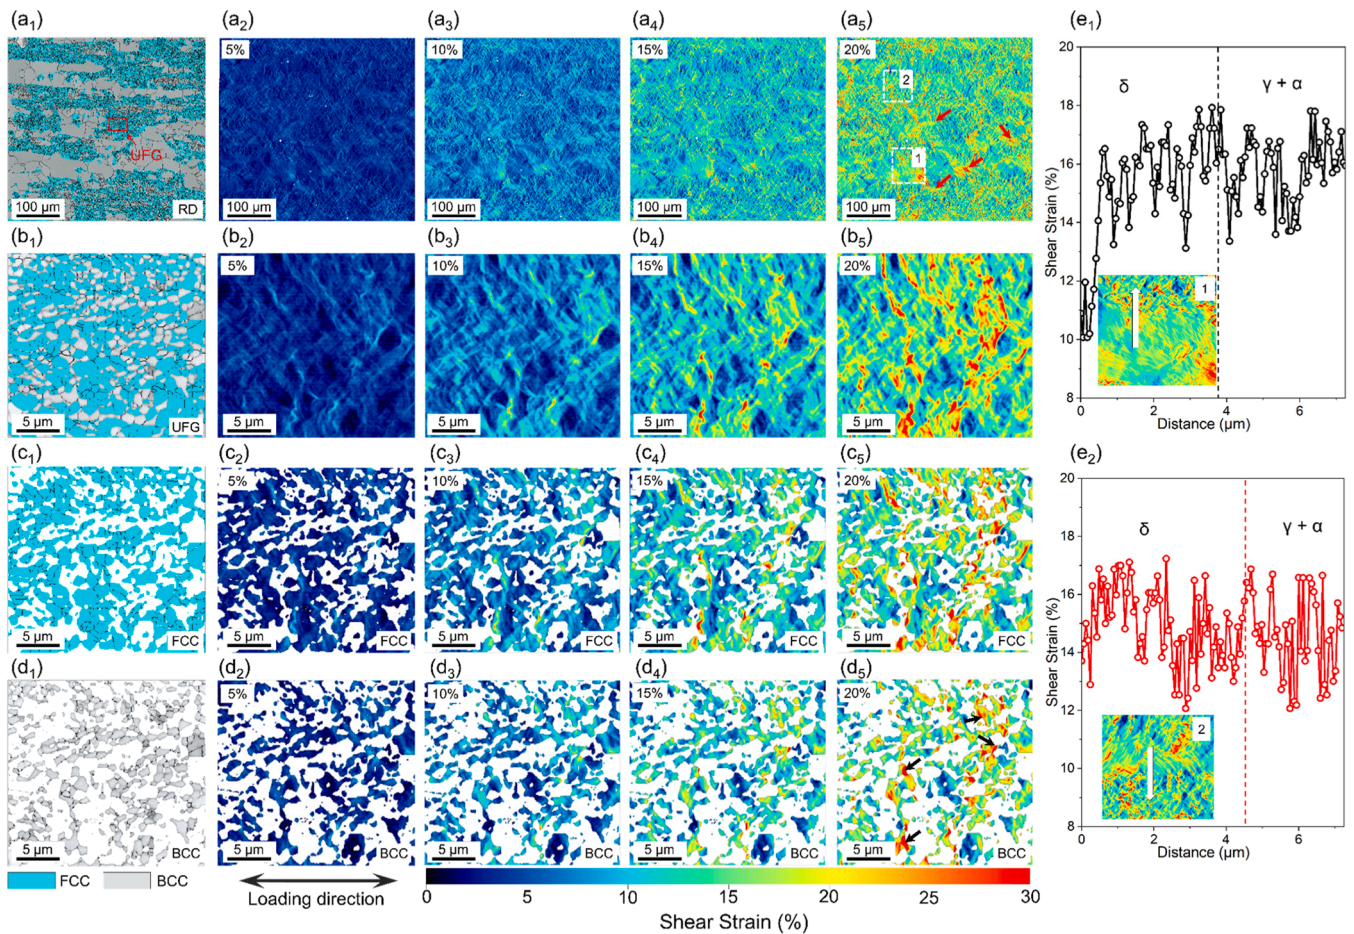 (a1) (a2) (a3) (a4) (a5) (e1)
5% 10% 15% 20%
2
1
UFG
100 μm RD 100 μm 100 μm 100 μm 100 μm
(b1) (b2) (b3) (b4) (b5)
5% 10% 15% 20%
5 μm UFG 5 μm 5 μm 5 μm 5 μm
20
18
16
14
12
10
8
Shear Strain (%)
δ γ + α
1
0 2 4 6
Distance (μm)
(c1) (c2) (c3) (c4) (c5) (e2)
5% 10% 15% 20%
5 μm FCC 5 μm 5 μm 5 μm FCC 5 μm
(d1) (d2) (d3) (d4) (d5)
5% 10% 15% 20%
5 μm BCC 5 μm 5 μm 5 μm BCC 5 μm BCC
20
18
16
14
12
10
8
Shear Strain (%)
δ γ + α
2
0 2 4 6
Distance (μm)
FCC BCC
Loading direction
0 5 10 15 20 25 30
Shear Strain (%)